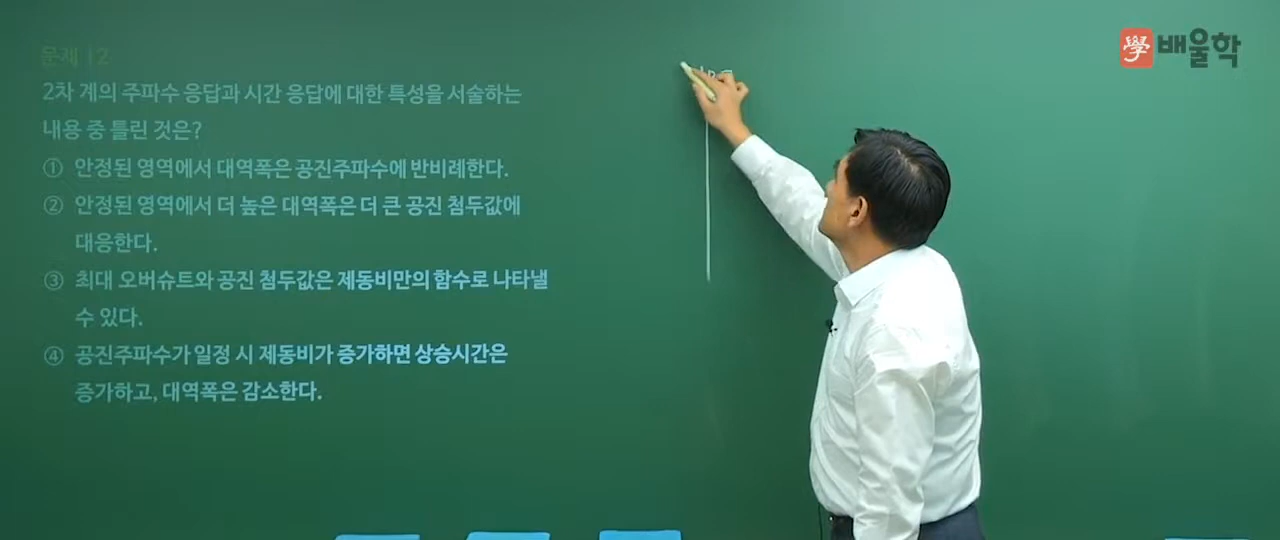 學 배울학
문제 12
2차 계의 주파수 응답과 시간 응답에 대한 특성을 서술하는
내용 중 틀린 것은?
① 안정된 영역에서 대역폭은 공진주파수에 반비례한다.
② 안정된 영역에서 더 높은 대역폭은 더 큰 공진 첨두값에
대응한다.
③ 최대 오버슈트와 공진 첨두값은 제동비만의 함수로 나타낼
수 있다.
④ 공진주파수가 일정 시 제동비가 증가하면 상승시간은
증가하고, 대역폭은 감소한다.